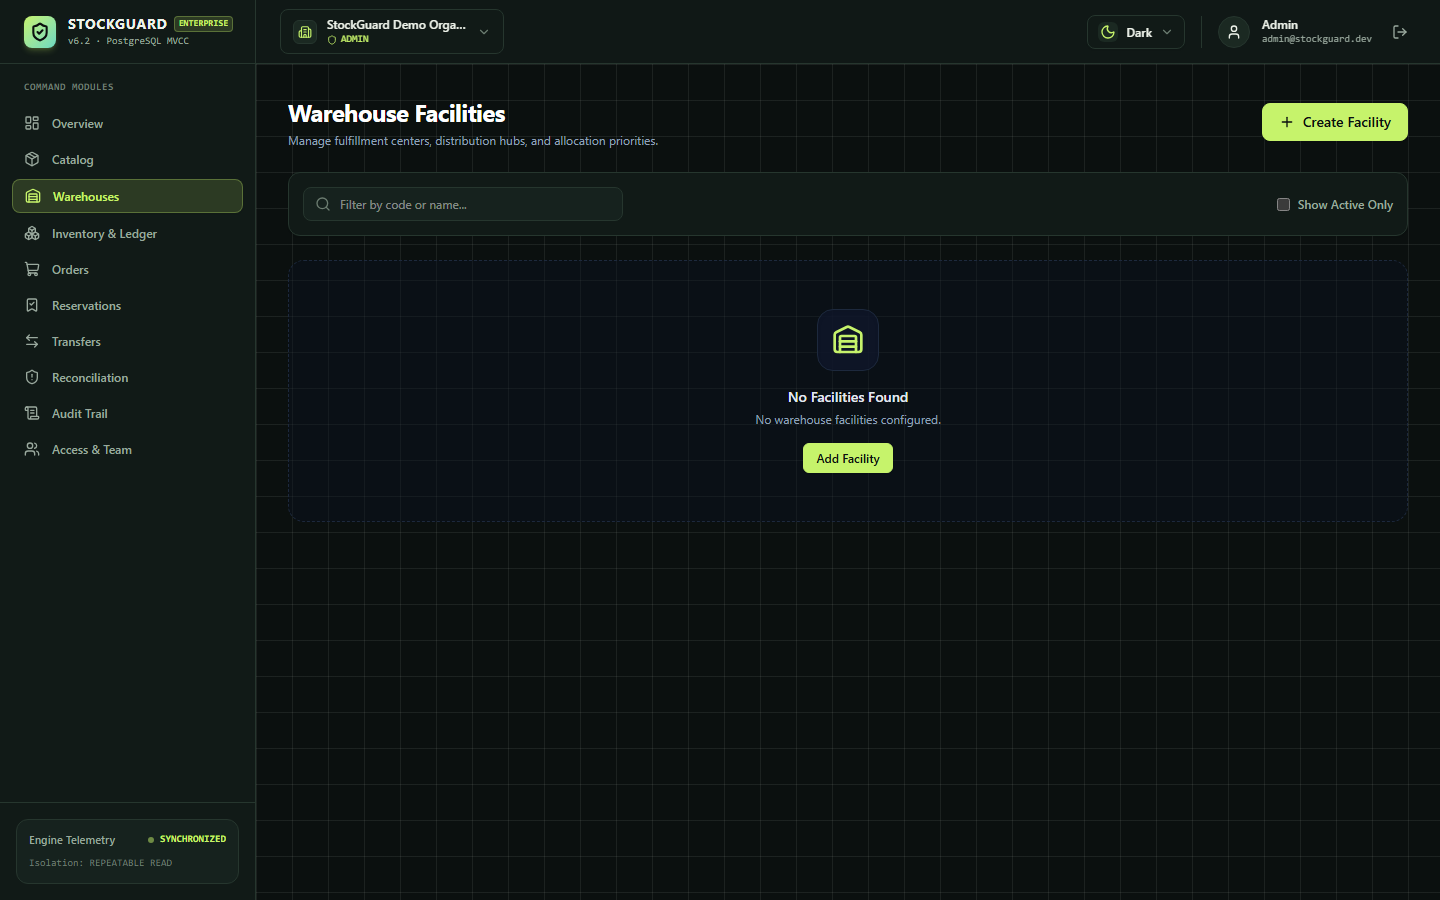 STOCKGUARD ENTERPRISE
v6.2 · PostgreSQL MVCC
StockGuard Demo Orga...
ADMIN
Dark
Admin
admin@stockguard.dev
COMMAND MODULES
Overview
Catalog
Warehouses
Inventory & Ledger
Orders
Reservations
Transfers
Reconciliation
Audit Trail
Access & Team
Engine Telemetry SYNCHRONIZED
Isolation: REPEATABLE READ
Warehouse Facilities
Manage fulfillment centers, distribution hubs, and allocation priorities.
Create Facility
Filter by code or name...
Show Active Only
No Facilities Found
No warehouse facilities configured.
Add Facility